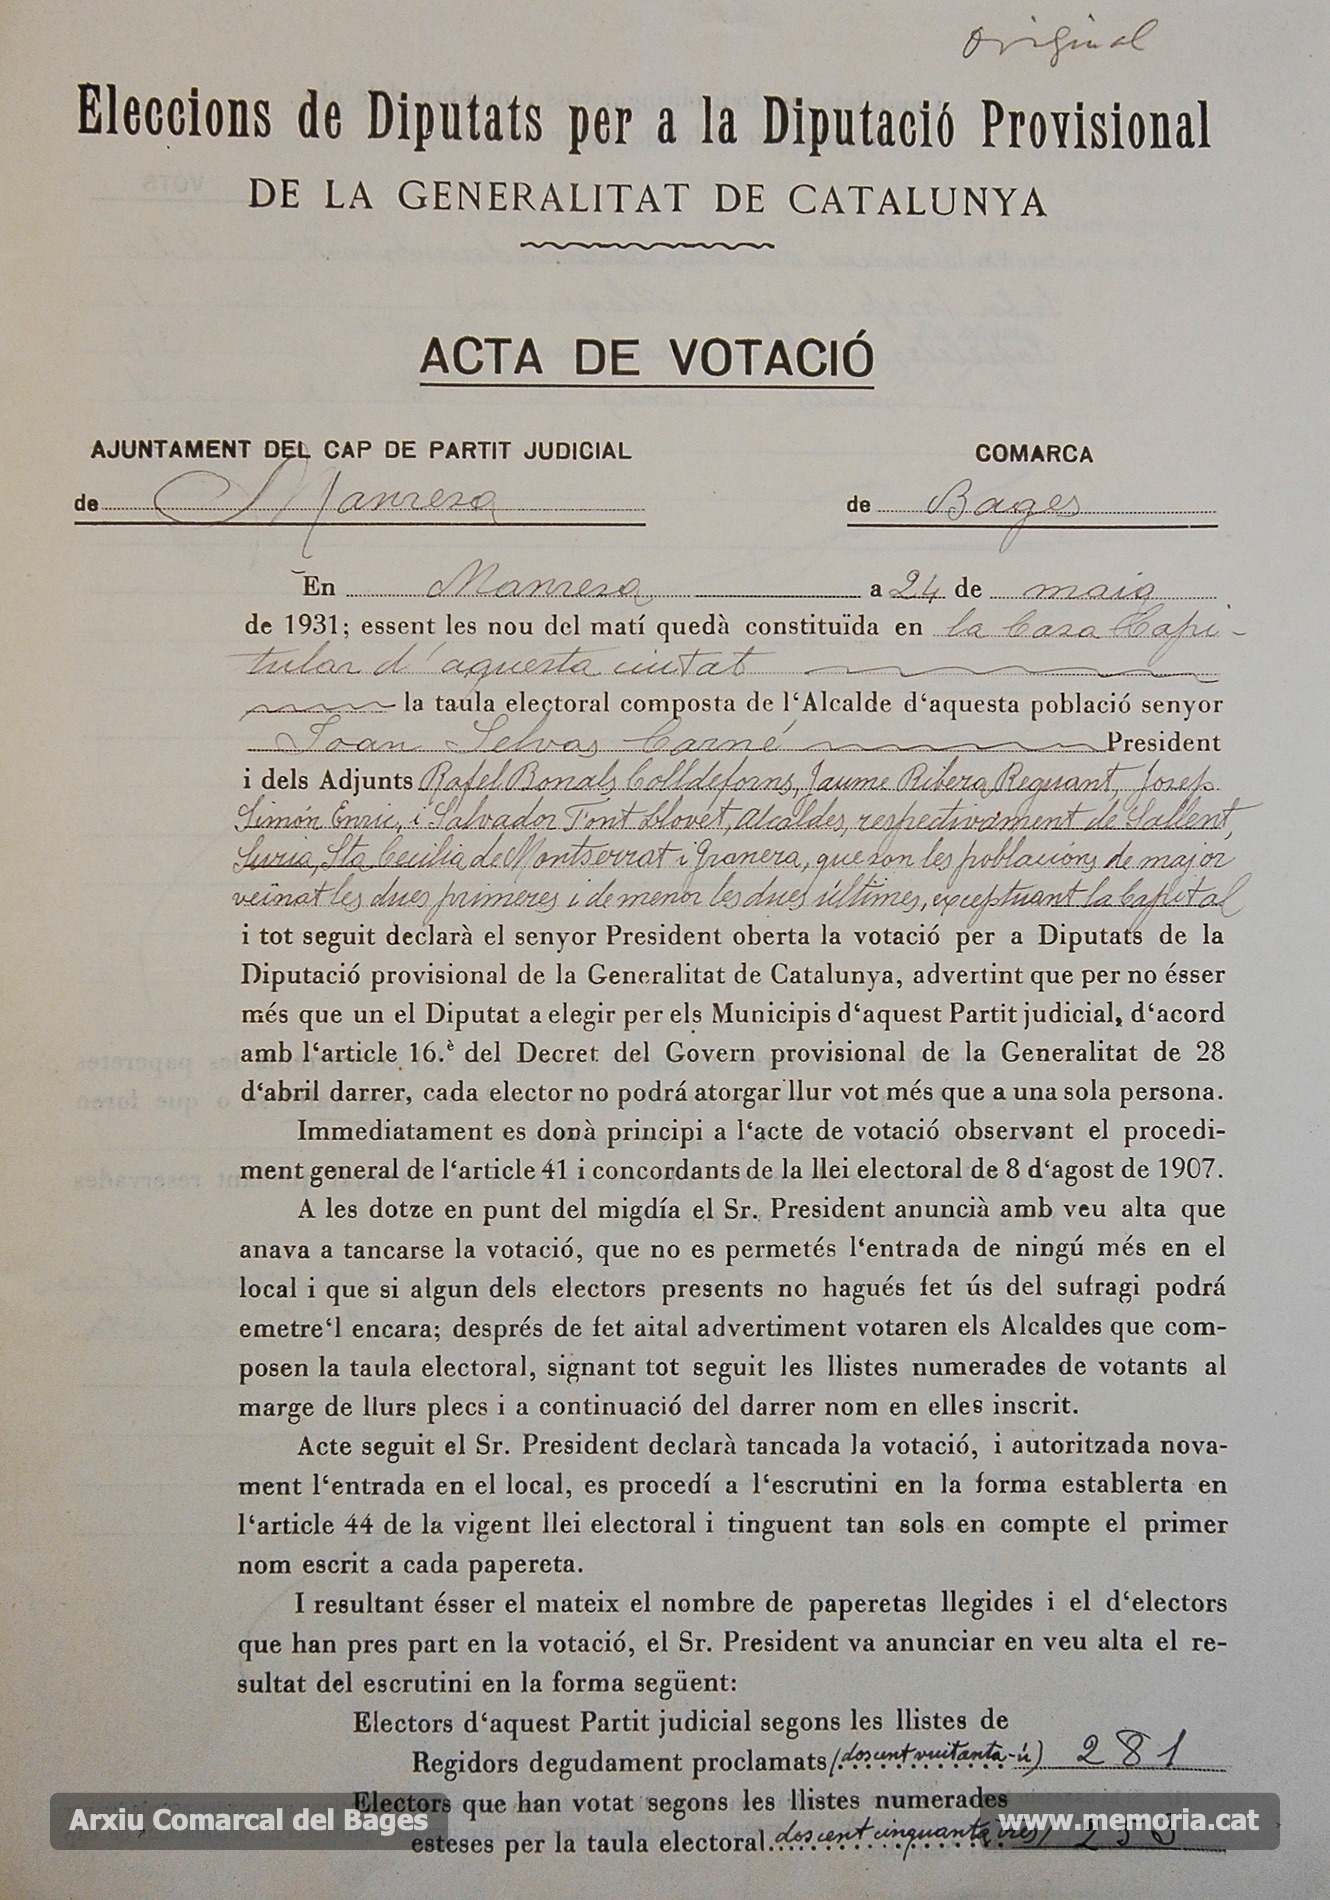 Original
Eleccions de Diputats per a la Diputació Provisional
DE LA GENERALITAT DE CATALUNYA
ACTA DE VOTACIÓ
AJUNTAMENT DEL CAP DE PARTIT JUDICIAL
de Manresa
COMARCA
de Bages
En Manresa a 24 de maig
de 1931; essent les nou del matí quedà constituïda en la Casa Capi-
tular d'aquesta ciutat
la taula electoral composta de l‘Alcalde d‘aquesta població senyor
Joan Selvas Carné President
i dels Adjunts Rafel Bonals Colldeforns, Jaume Ribera Reguant, Josep
Simón Enric, i Salvador Font Llovet, Alcaldes, respectivament de Sallent,
Suria, Sta Cecilia de Montserrat i Granera, que son les poblacions de major
veïnat les dues primeres i de menor les dues últimes, exceptuant la Capital
i tot seguit declarà el senyor President oberta la votació per a Diputats de la
Diputació provisional de la Generalitat de Catalunya, advertint que per no ésser
més que un el Diputat a elegir per els Municipis d‘aquest Partit judicial, d‘acord
amb l‘article 16.è del Decret del Govern provisional de la Generalitat de 28
d‘abril darrer, cada elector no podrá atorgar llur vot més que a una sola persona.
Immediatament es donà principi a l‘acte de votació observant el procedi-
ment general de l‘article 41 i concordants de la llei electoral de 8 d‘agost de 1907.
A les dotze en punt del migdía el Sr. President anuncià amb veu alta que
anava a tancarse la votació, que no es permetés l‘entrada de ningú més en el
local i que si algun dels electors presents no hagués fet ús del sufragi podrá
emetre‘l encara; després de fet aital advertiment votaren els Alcaldes que com-
posen la taula electoral, signant tot seguit les llistes numerades de votants al
marge de llurs plecs i a continuació del darrer nom en elles inscrit.
Acte seguit el Sr. President declarà tancada la votació, i autoritzada nova-
ment l‘entrada en el local, es procedí a l‘escrutini en la forma establerta en
l‘article 44 de la vigent llei electoral i tinguent tan sols en compte el primer
nom escrit a cada papereta.
I resultant ésser el mateix el nombre de paperetas llegides i el d‘electors
que han pres part en la votació, el Sr. President va anunciar en veu alta el re-
sultat del escrutini en la forma següent:
Electors d‘aquest Partit judicial segons les llistes de
Regidors degudament proclamats (doscent vuitanta-ú) 281
Electors que han votat segons les llistes numerades
esteses per la taula electoral doscent cinquanta tres) 253
Arxiu Comarcal del Bages
www.memoria.cat